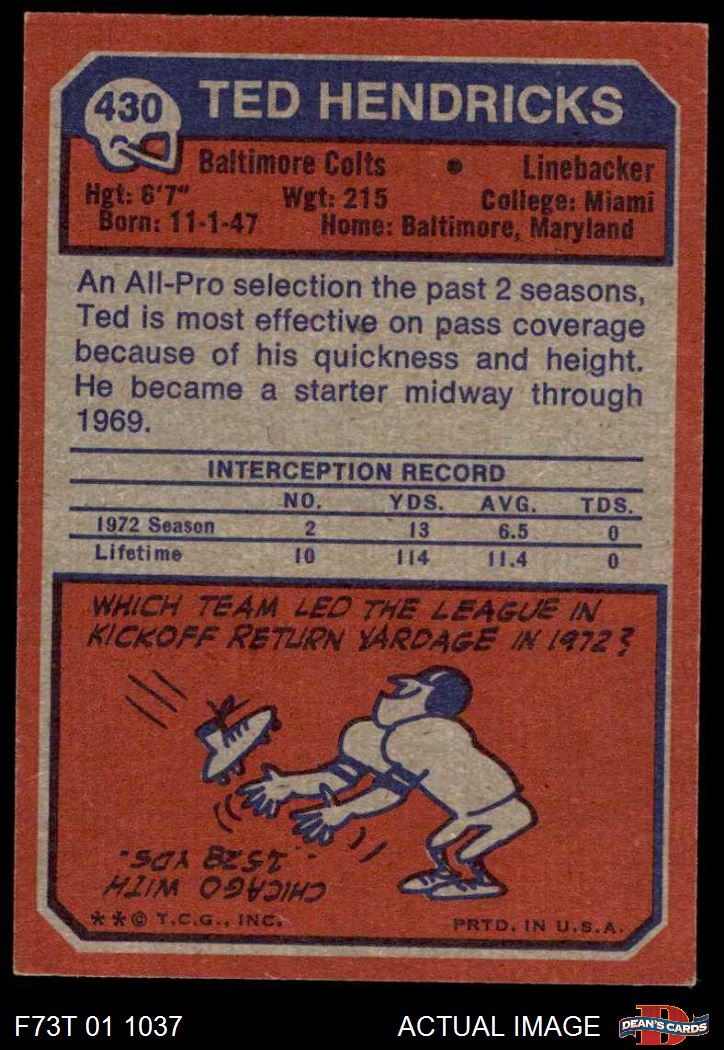 430 TED HENDRICKS
Baltimore Colts • Linebacker
Hgt: 6'7" Wgt: 215 College: Miami
Born: 11-1-47 Home: Baltimore, Maryland
An All-Pro selection the past 2 seasons,
Ted is most effective on pass coverage
because of his quickness and height.
He became a starter midway through
1969.
INTERCEPTION RECORD
NO. YDS. AVG. TDS.
1972 Season 2 13 6.5 0
Lifetime 10 114 11.4 0
WHICH TEAM LED THE LEAGUE IN
KICKOFF RETURN YARDAGE IN 1972?
CHICAGO WITH
1528 YDS.
**© T.C.G., INC. PRTD. IN U.S.A.
F73T 01 1037 ACTUAL IMAGE D DEAN'S CARDS